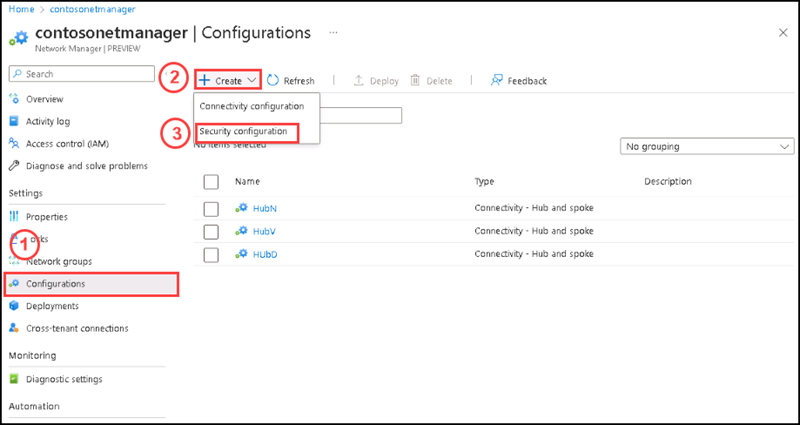 Home > contosonetmanager
contosonetmanager | Configurations ...
Network Manager | PREVIEW
Search
2
Create
Refresh
Deploy
Delete
Feedback
Connectivity configuration
3
Security configuration
No items selected
No grouping
Overview
Activity log
Access control (IAM)
Diagnose and solve problems
Settings
Properties
1
Network groups
Configurations
Deployments
Cross-tenant connections
Monitoring
Diagnostic settings
Automation
Name Type Description
HubN Connectivity - Hub and spoke
HubV Connectivity - Hub and spoke
HUbD Connectivity - Hub and spoke